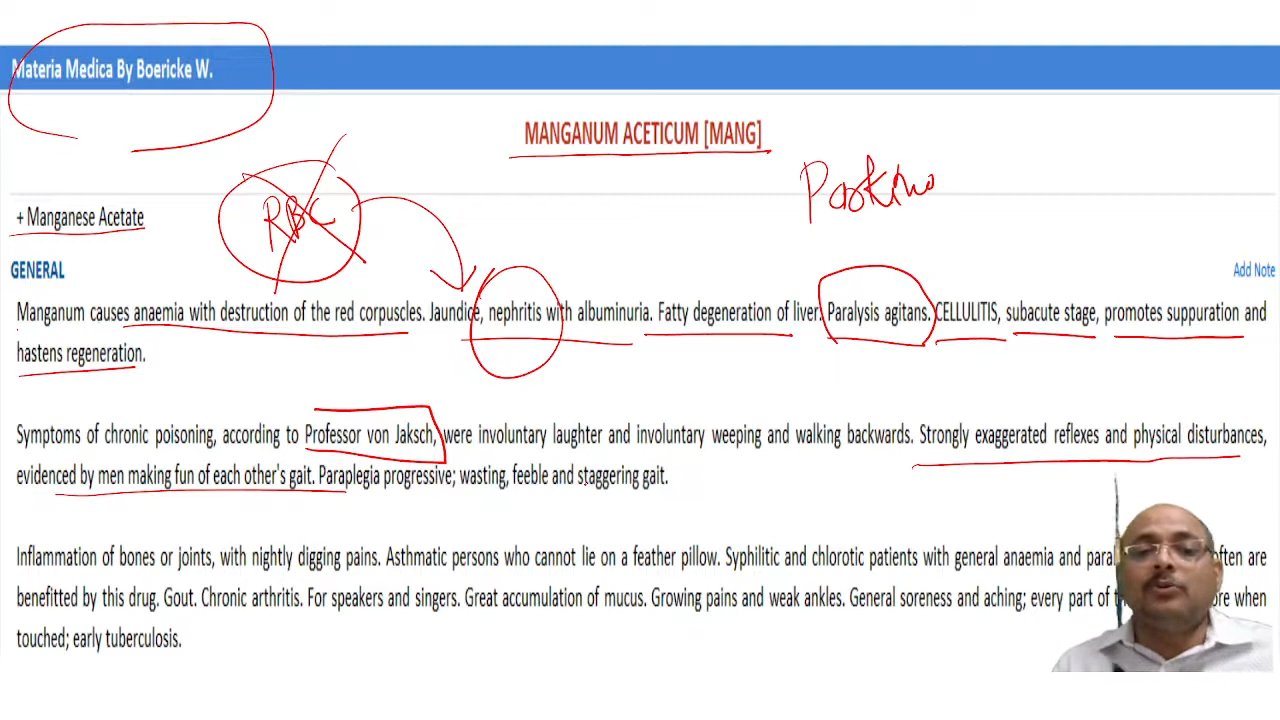 Materia Medica By Boericke W.
MANGANUM ACETICUM [MANG]
Parkino
RBC
+ Manganese Acetate
GENERAL
Add Note
Manganum causes anaemia with destruction of the red corpuscles. Jaundice, nephritis with albuminuria. Fatty degeneration of liver. Paralysis agitans. CELLULITIS, subacute stage, promotes suppuration and
hastens regeneration.
Symptoms of chronic poisoning, according to Professor von Jaksch, were involuntary laughter and involuntary weeping and walking backwards. Strongly exaggerated reflexes and physical disturbances,
evidenced by men making fun of each other's gait. Paraplegia progressive; wasting, feeble and staggering gait.
Inflammation of bones or joints, with nightly digging pains. Asthmatic persons who cannot lie on a feather pillow. Syphilitic and chlorotic patients with general anaemia and often are
benefitted by this drug. Gout. Chronic arthritis. For speakers and singers. Great accumulation of mucus. Growing pains and weak ankles. General soreness and aching; every part of when
touched; early tuberculosis.